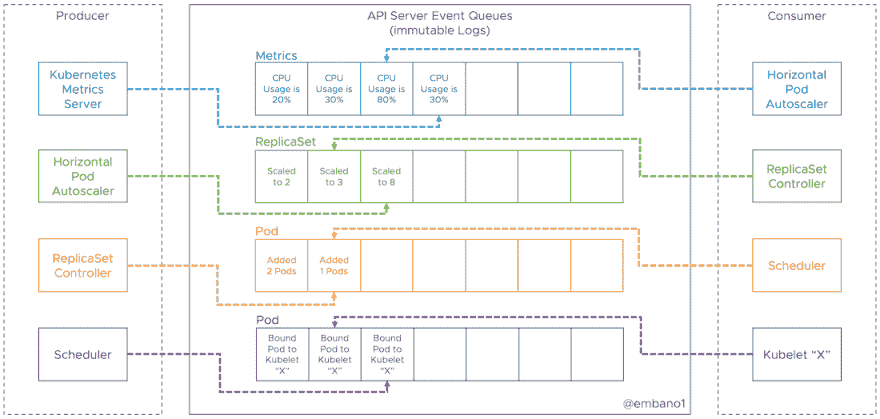 Producer
API Server Event Queues
(immutable Logs)
Consumer
Kubernetes
Metrics
Server
Metrics
CPU
Usage is
20%
CPU
Usage is
30%
CPU
Usage is
80%
CPU
Usage is
30%
Horizontal
Pod
Autoscaler
Horizontal
Pod
Autoscaler
ReplicaSet
Scaled
to 2
Scaled
to 3
Scaled
to 8
ReplicaSet
Controller
ReplicaSet
Controller
Pod
Added
2 Pods
Added
1 Pods
Scheduler
Scheduler
Pod
Bound
Pod to
Kubelet
“X”
Bound
Pod to
Kubelet
“X”
Bound
Pod to
Kubelet
“X”
Kubelet “X”
@embano1